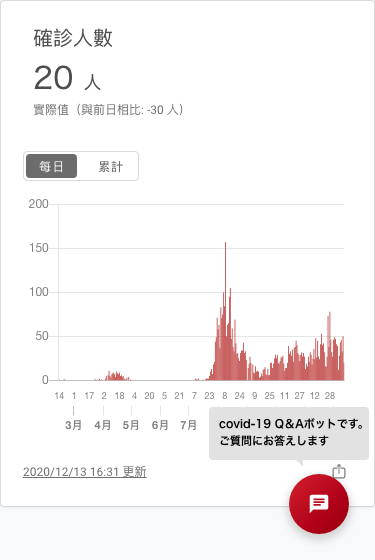 確診人數
20 人
實際值（與前日相比: -30 人）
每日 累計
200
150
100
50
0
14 1 17 2 18 4 20 5 21 7 23 8 24 9 25 11 27 12 28
3月 4月 5月 6月 7月
covid-19 Q&Aボットです。
ご質問にお答えします
2020/12/13 16:31 更新